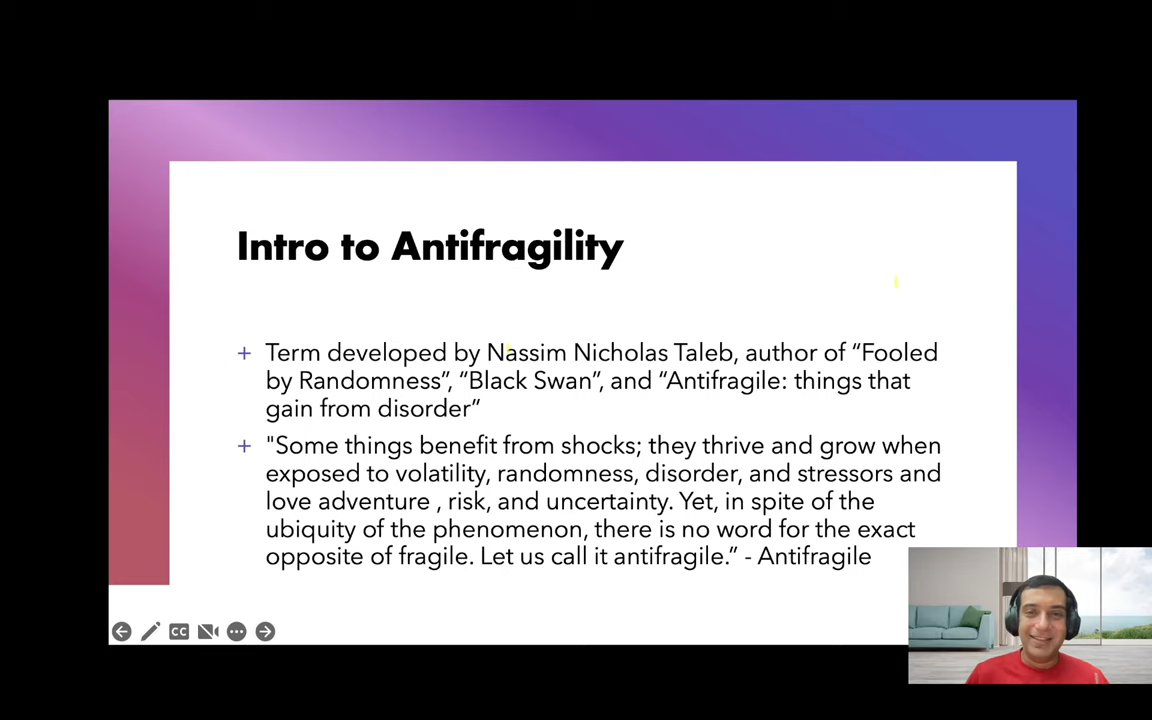 Intro to Antifragility
+ Term developed by Nassim Nicholas Taleb, author of “Fooled
by Randomness”, “Black Swan”, and “Antifragile: things that
gain from disorder”
+ "Some things benefit from shocks; they thrive and grow when
exposed to volatility, randomness, disorder, and stressors and
love adventure , risk, and uncertainty. Yet, in spite of the
ubiquity of the phenomenon, there is no word for the exact
opposite of fragile. Let us call it antifragile.” - Antifragile
CC